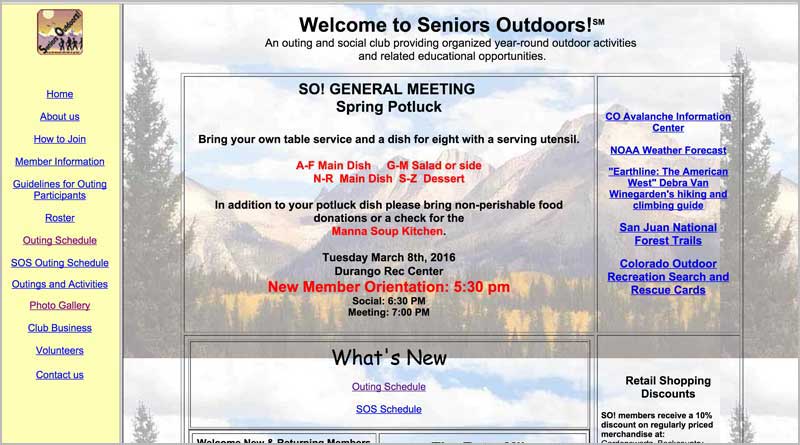 Seniors Outdoors!
Home
About us
How to Join
Member Information
Guidelines for Outing
Participants
Roster
Outing Schedule
SOS Outing Schedule
Outings and Activities
Photo Gallery
Club Business
Volunteers
Contact us
Welcome to Seniors Outdoors!℠
An outing and social club providing organized year-round outdoor activities
and related educational opportunities.
SO! GENERAL MEETING
Spring Potluck
Bring your own table service and a dish for eight with a serving utensil.
A-F Main Dish G-M Salad or side
N-R Main Dish S-Z Dessert
In addition to your potluck dish please bring non-perishable food
donations or a check for the
Manna Soup Kitchen.
Tuesday March 8th, 2016
Durango Rec Center
New Member Orientation: 5:30 pm
Social: 6:30 PM
Meeting: 7:00 PM
CO Avalanche Information
Center
NOAA Weather Forecast
"Earthline: The American
West" Debra Van
Winegarden's hiking and
climbing guide
San Juan National
Forest Trails
Colorado Outdoor
Recreation Search and
Rescue Cards
What's New
Outing Schedule
SOS Schedule
Welcome New & Returning Members
Retail Shopping
Discounts
SO! members receive a 10%
discount on regularly priced
merchandise at: